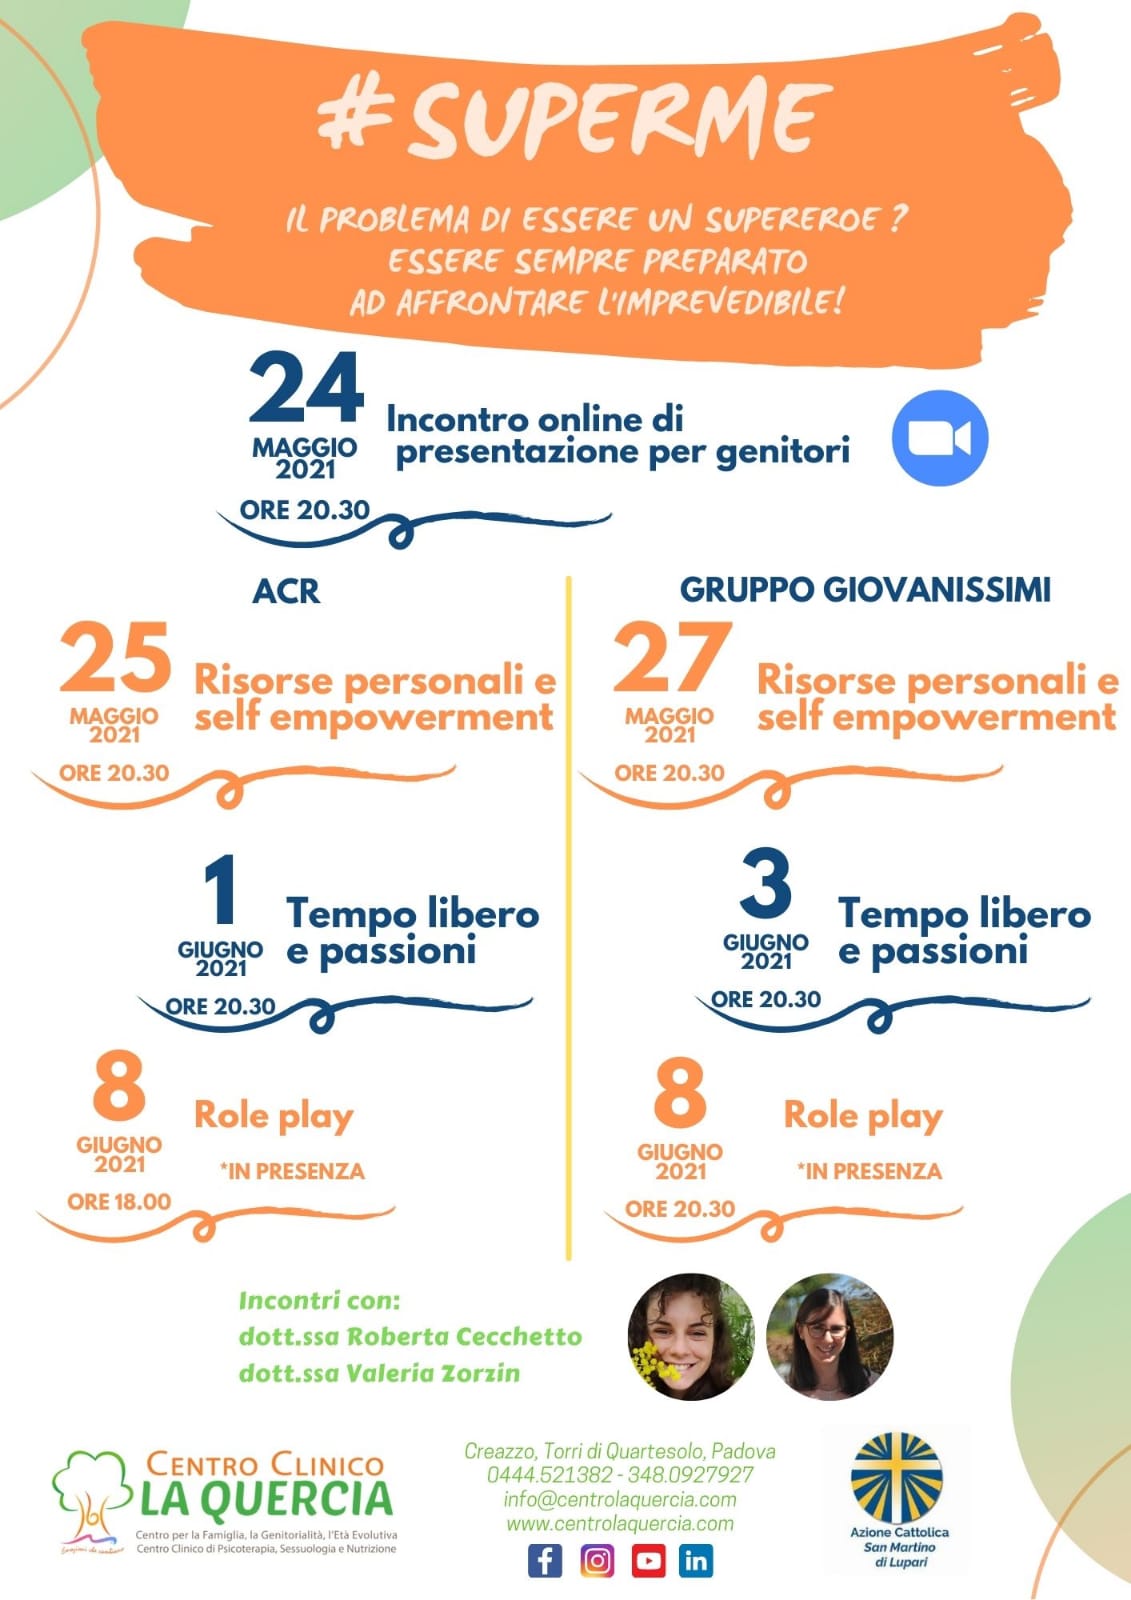 #SUPERME
IL PROBLEMA DI ESSERE UN SUPEREROE ?
ESSERE SEMPRE PREPARATO
AD AFFRONTARE L'IMPREVEDIBILE!
24
MAGGIO
2021
ORE 20.30
Incontro online di
presentazione per genitori
ACR
25
MAGGIO
2021
ORE 20.30
Risorse personali e
self empowerment
1
GIUGNO
2021
ORE 20.30
Tempo libero
e passioni
8
GIUGNO
2021
ORE 18.00
Role play
*IN PRESENZA
GRUPPO GIOVANISSIMI
27
MAGGIO
2021
ORE 20.30
Risorse personali e
self empowerment
3
GIUGNO
2021
ORE 20.30
Tempo libero
e passioni
8
GIUGNO
2021
ORE 20.30
Role play
*IN PRESENZA
Incontri con:
dott.ssa Roberta Cecchetto
dott.ssa Valeria Zorzin
CENTRO CLINICO
LA QUERCIA
Centro per la Famiglia, la Genitorialità, l'Età Evolutiva
Centro Clinico di Psicoterapia, Sessuologia e Nutrizione
Creazzo, Torri di Quartesolo, Padova
0444.521382 - 348.0927927
info@centrolaquercia.com
www.centrolaquercia.com
f
in
Azione Cattolica
San Martino
di Lupari